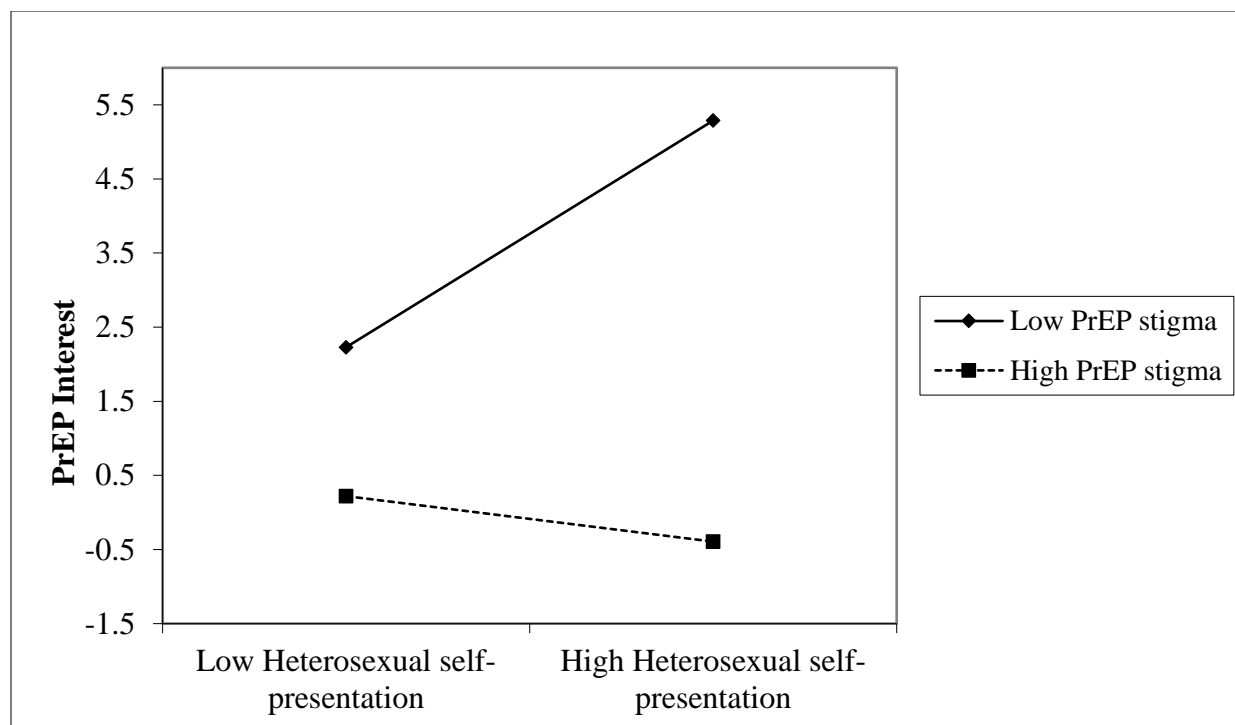 5.5
4.5
3.5
2.5
1.5
0.5
-0.5
-1.5
PrEP Interest
Low Heterosexual self-
presentation
High Heterosexual self-
presentation
Low PrEP stigma
High PrEP stigma